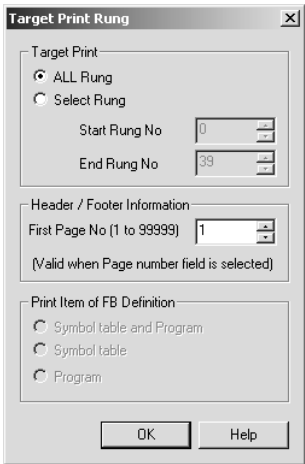 Target Print Rung
Target Print
ALL Rung
Select Rung
Start Rung No 0
End Rung No 39
Header / Footer Information
First Page No (1 to 99999) 1
(Valid when Page number field is selected)
Print Item of FB Definition
Symbol table and Program
Symbol table
Program
OK Help